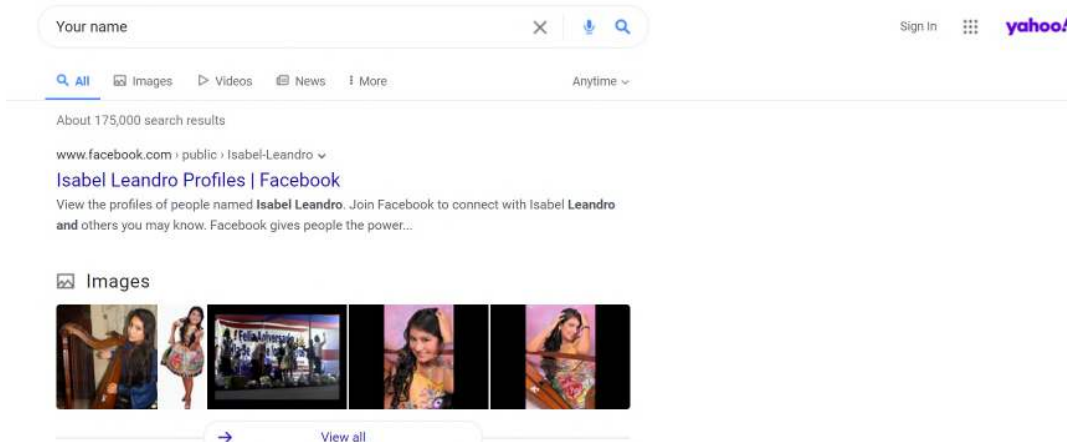 Your name
Sign In
yahoo!
All
Images
Videos
News
More
Anytime
About 175,000 search results
www.facebook.com › public › Isabel-Leandro
Isabel Leandro Profiles | Facebook
View the profiles of people named Isabel Leandro. Join Facebook to connect with Isabel Leandro
and others you may know. Facebook gives people the power...
Images
Feliz Aniversario
View all